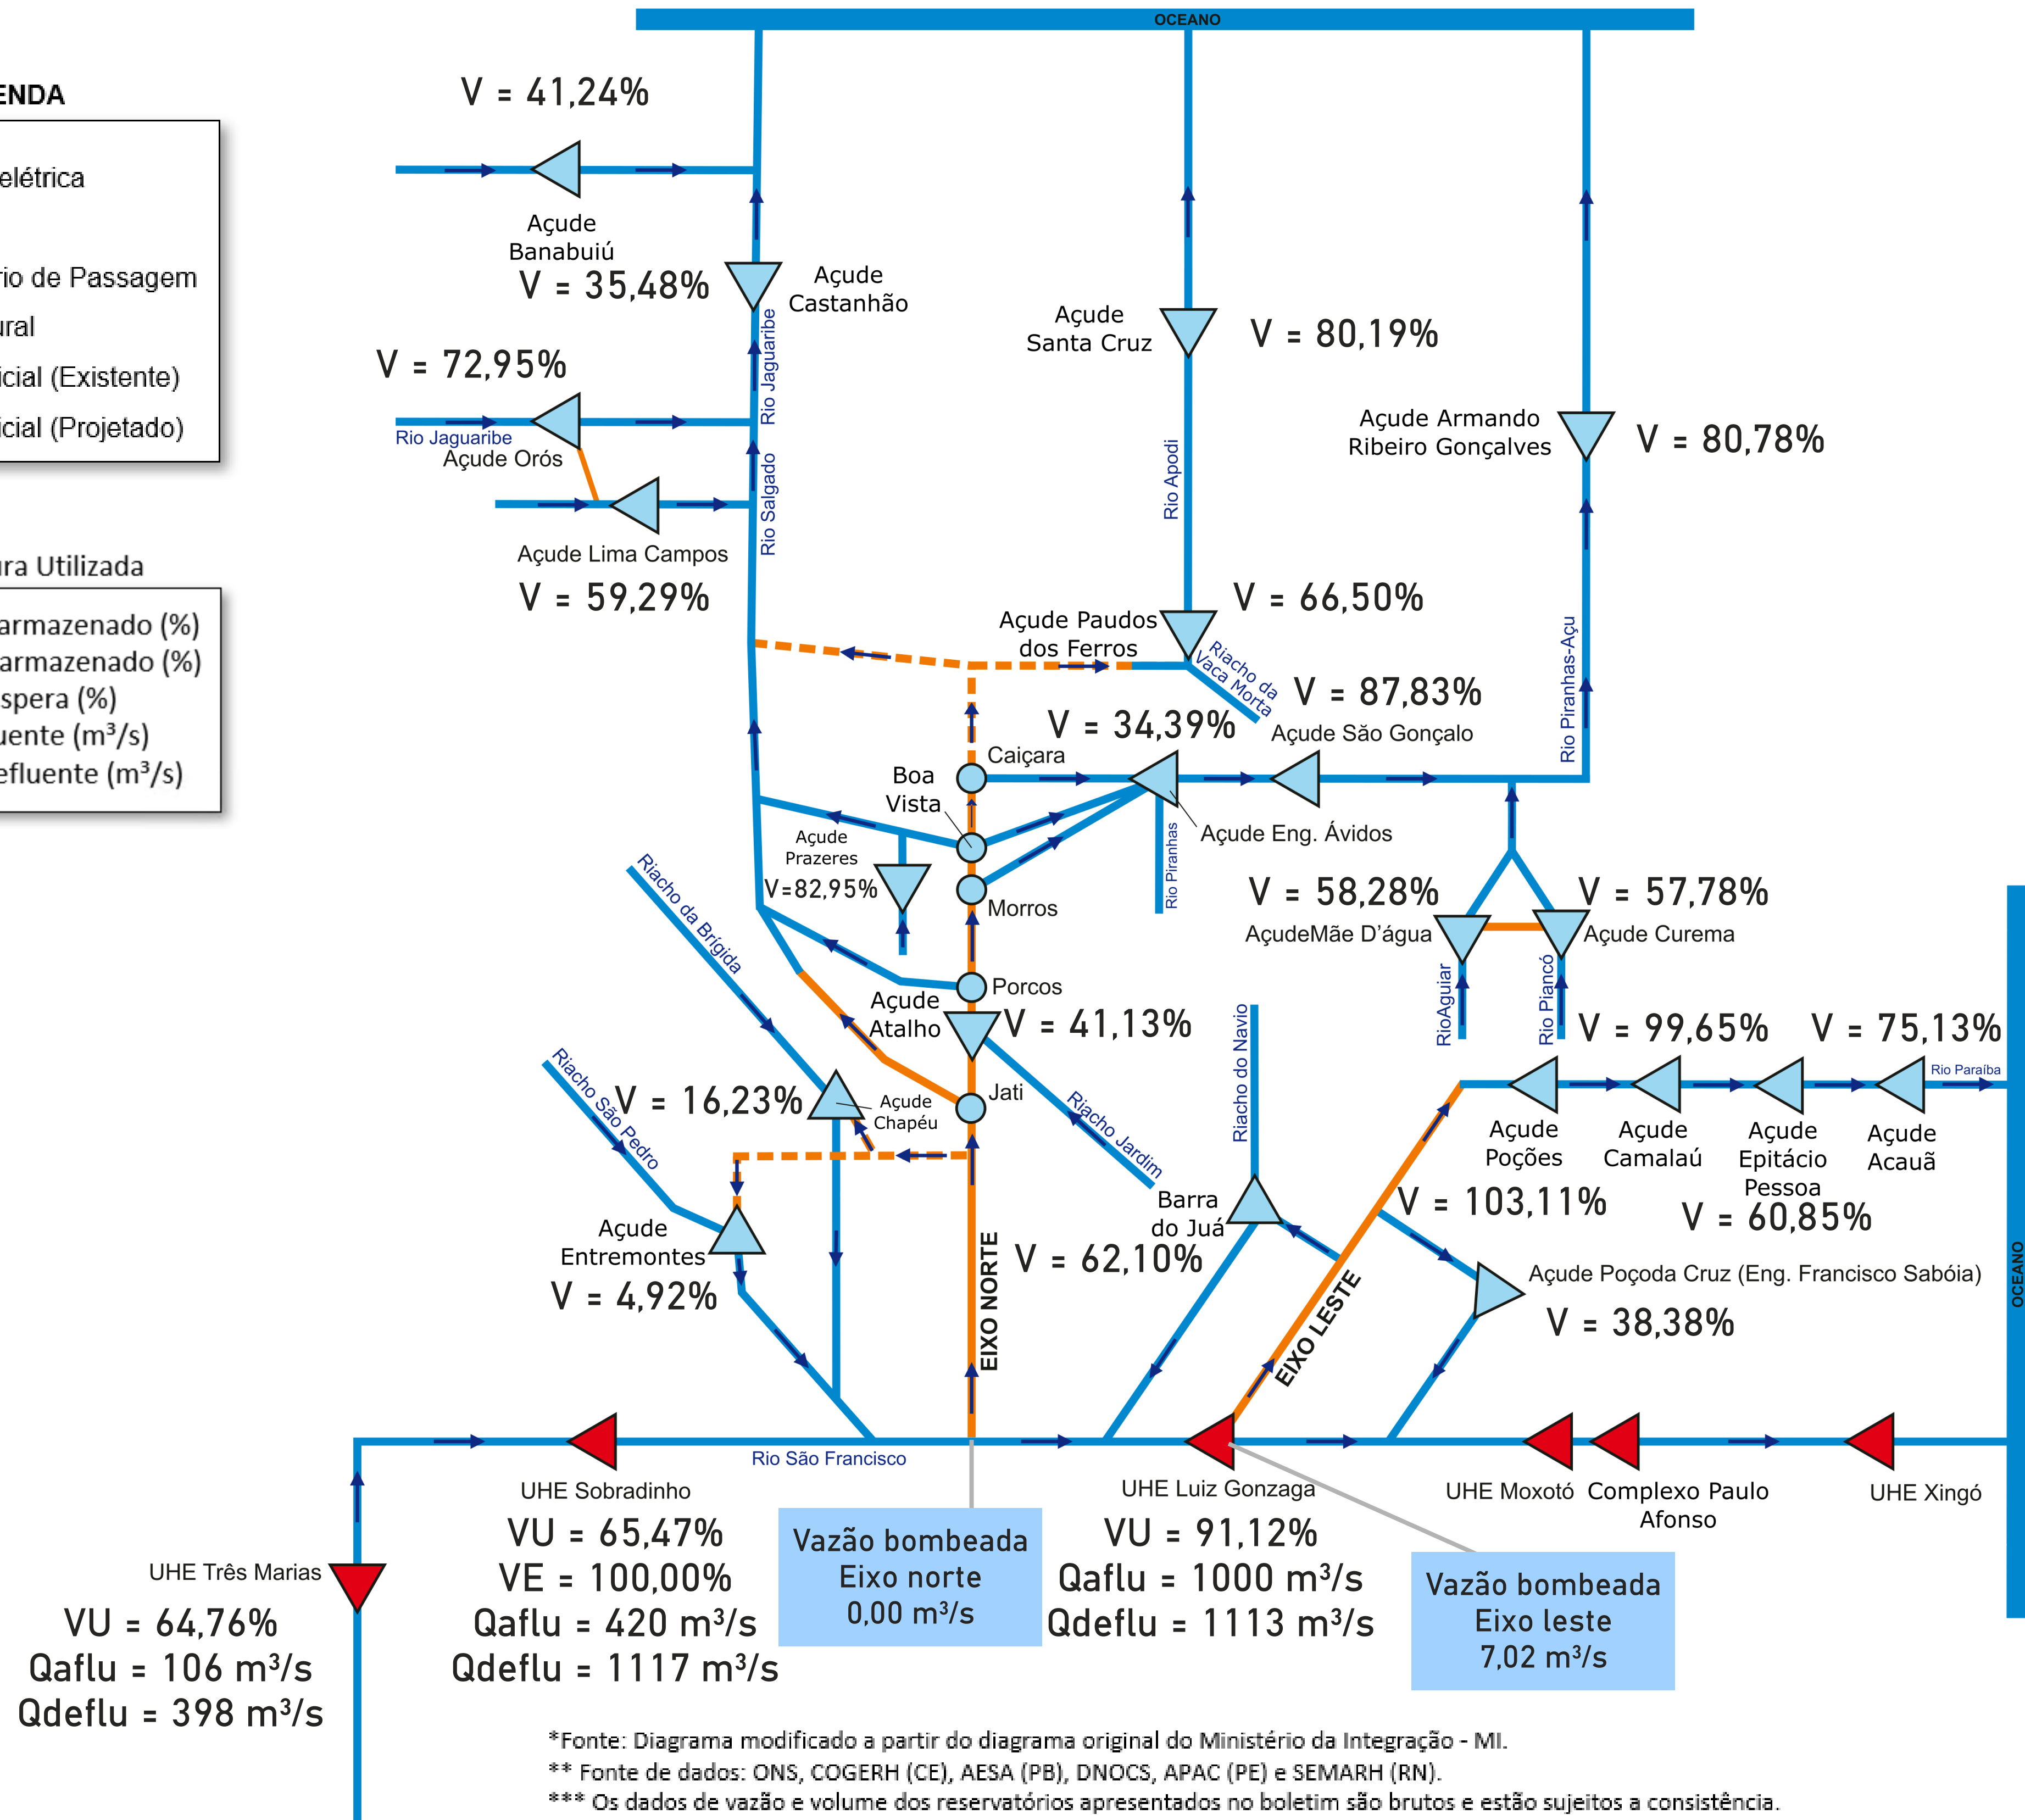 OCEANO
ENDA
elétrica
rio de Passagem
ural
icial (Existente)
icial (Projetado)
ura Utilizada
armazenado (%)
armazenado (%)
spera (%)
uente (m³/s)
efluente (m³/s)
V = 41,24%
Açude
Banabuiú
V = 35,48%
Açude
Castanhão
V = 72,95%
Rio Jaguaribe
Açude Orós
Rio Jaguaribe
Rio Salgado
Açude Lima Campos
V = 59,29%
Açude
Santa Cruz
V = 80,19%
Rio Apodi
Açude Armando
Ribeiro Gonçalves
V = 80,78%
Açude Paudos
dos Ferros
V = 66,50%
Riacho da
Vaca Morta
Rio Piranhas-Açu
V = 87,83%
Açude São Gonçalo
V = 34,39%
Caiçara
Boa
Vista
Açude Eng. Ávidos
Rio Piranhas
Açude
Prazeres
V=82,95%
Morros
Riacho da Brígida
V = 58,28%
AçudeMãe D'água
V = 57,78%
Açude Curema
RioAguiar
Rio Piancó
Porcos
Açude
Atalho
V = 41,13%
Riacho do Navio
V = 99,65%
V = 75,13%
Rio Paraíba
Riacho São Pedro
V = 16,23%
Açude
Chapéu
Jati
Riacho Jardim
Açude
Poções
Açude
Camalaú
Açude
Epitácio
Pessoa
Açude
Acauã
V = 103,11%
V = 60,85%
Barra
do Juá
V = 62,10%
Açude
Entremontes
V = 4,92%
EIXO NORTE
EIXO LESTE
Açude Poçoda Cruz (Eng. Francisco Sabóia)
V = 38,38%
OCEANO
Rio São Francisco
UHE Sobradinho
VU = 65,47%
VE = 100,00%
Qaflu = 420 m³/s
Qdeflu = 1117 m³/s
Vazão bombeada
Eixo norte
0,00 m³/s
UHE Luiz Gonzaga
VU = 91,12%
Qaflu = 1000 m³/s
Qdeflu = 1113 m³/s
Vazão bombeada
Eixo leste
7,02 m³/s
UHE Moxotó
Complexo Paulo
Afonso
UHE Xingó
UHE Três Marias
VU = 64,76%
Qaflu = 106 m³/s
Qdeflu = 398 m³/s
*Fonte: Diagrama modificado a partir do diagrama original do Ministério da Integração - MI.
** Fonte de dados: ONS, COGERH (CE), AESA (PB), DNOCS, APAC (PE) e SEMARH (RN).
*** Os dados de vazão e volume dos reservatórios apresentados no boletim são brutos e estão sujeitos a consistência.